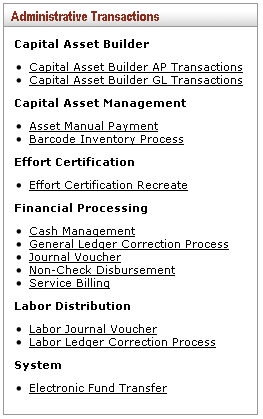 Administrative Transactions
Capital Asset Builder
Capital Asset Builder AP Transactions
Capital Asset Builder GL Transactions
Capital Asset Management
Asset Manual Payment
Barcode Inventory Process
Effort Certification
Effort Certification Recreate
Financial Processing
Cash Management
General Ledger Correction Process
Journal Voucher
Non-Check Disbursement
Service Billing
Labor Distribution
Labor Journal Voucher
Labor Ledger Correction Process
System
Electronic Fund Transfer